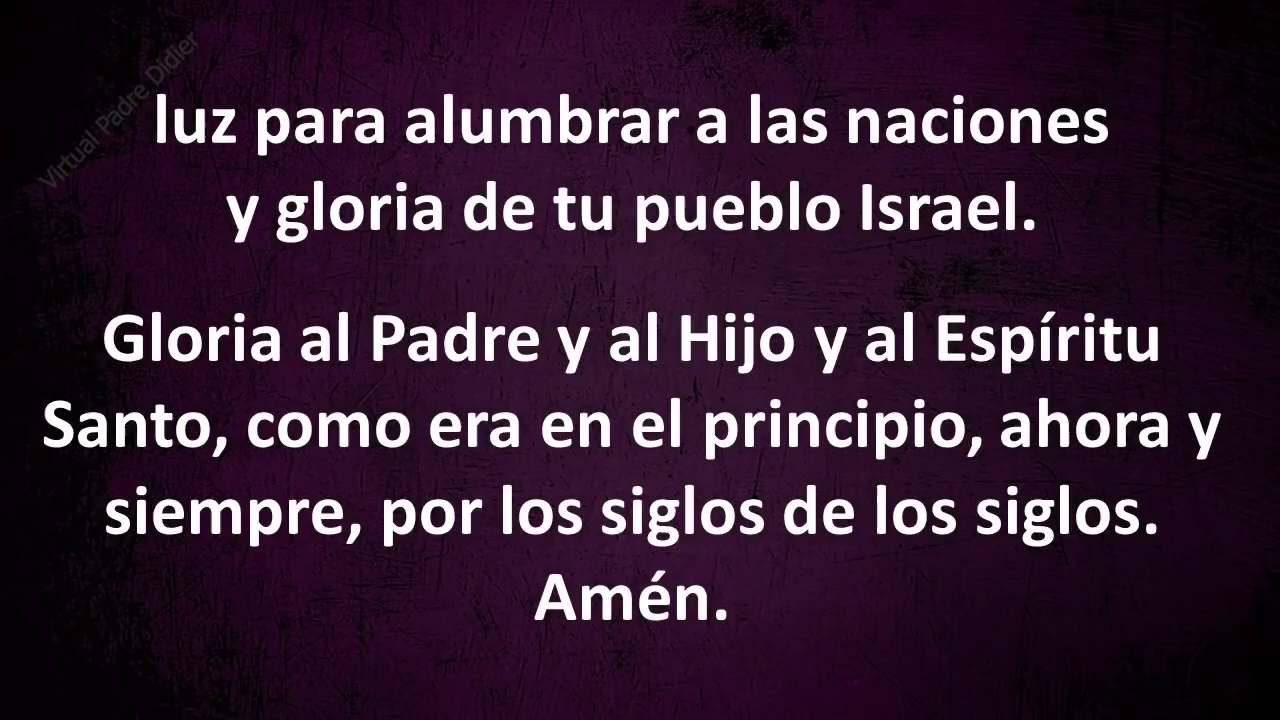 Virtual Padre Didier
luz para alumbrar a las naciones
y gloria de tu pueblo Israel.
Gloria al Padre y al Hijo y al Espíritu
Santo, como era en el principio, ahora y
siempre, por los siglos de los siglos.
Amén.